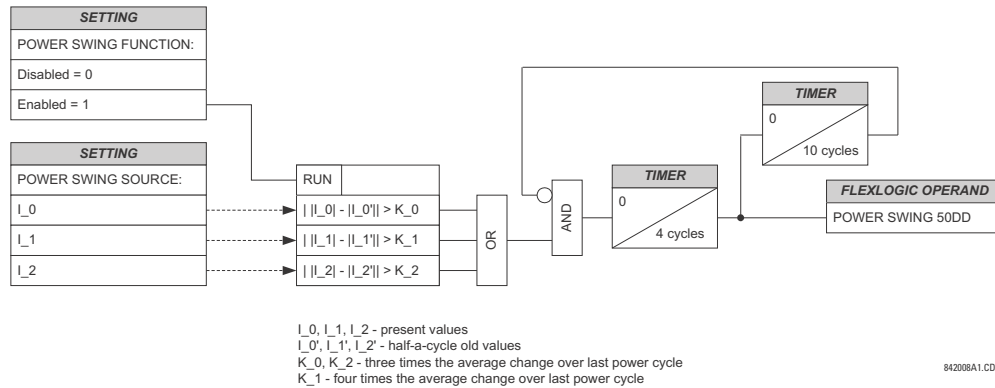 SETTING
POWER SWING FUNCTION:
Disabled = 0
Enabled = 1
SETTING
POWER SWING SOURCE:
I_0
I_1
I_2
RUN
| |I_0| - |I_0'|| > K_0
| |I_1| - |I_1'|| > K_1
| |I_2| - |I_2'|| > K_2
OR
AND
TIMER
0
4 cycles
TIMER
0
10 cycles
FLEXLOGIC OPERAND
POWER SWING 50DD
I_0, I_1, I_2 - present values
I_0', I_1', I_2' - half-a-cycle old values
K_0, K_2 - three times the average change over last power cycle
K_1 - four times the average change over last power cycle
842008A1.CD